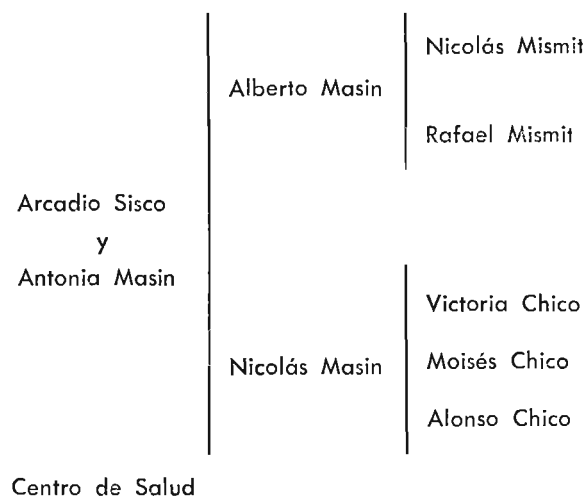 Nicolás Mismit
Alberto Masin
Rafael Mismit
Arcadio Sisco
y
Antonia Masin
Victoria Chico
Nicolás Masin
Moisés Chico
Alonso Chico
Centro de Salud